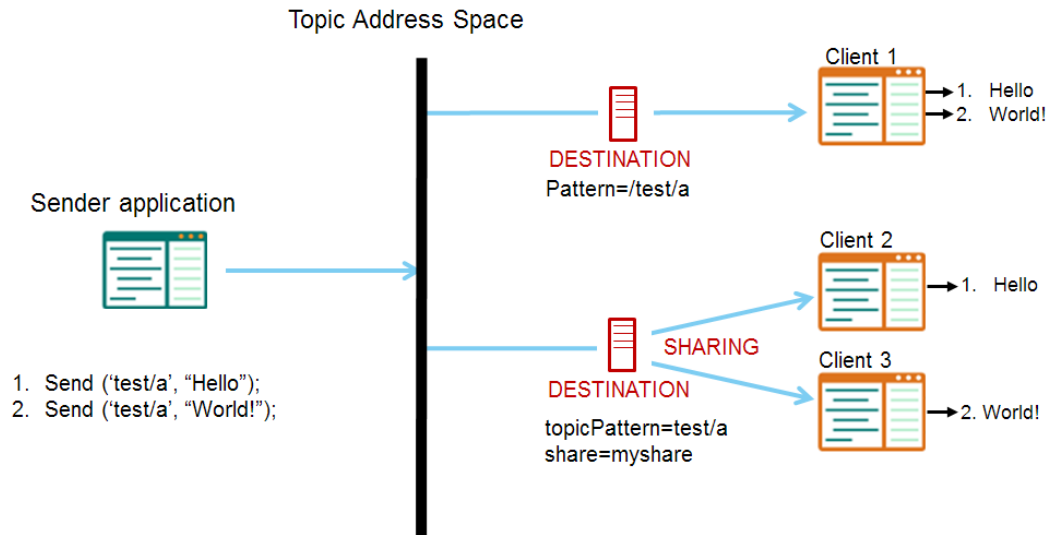 Topic Address Space
Client 1
1. Hello
2. World!
DESTINATION
Pattern=/test/a
Sender application
Client 2
1. Hello
SHARING
Client 3
DESTINATION
2. World!
1. Send (‘test/a’, “Hello”);
2. Send (‘test/a’, “World!”);
topicPattern=test/a
share=myshare